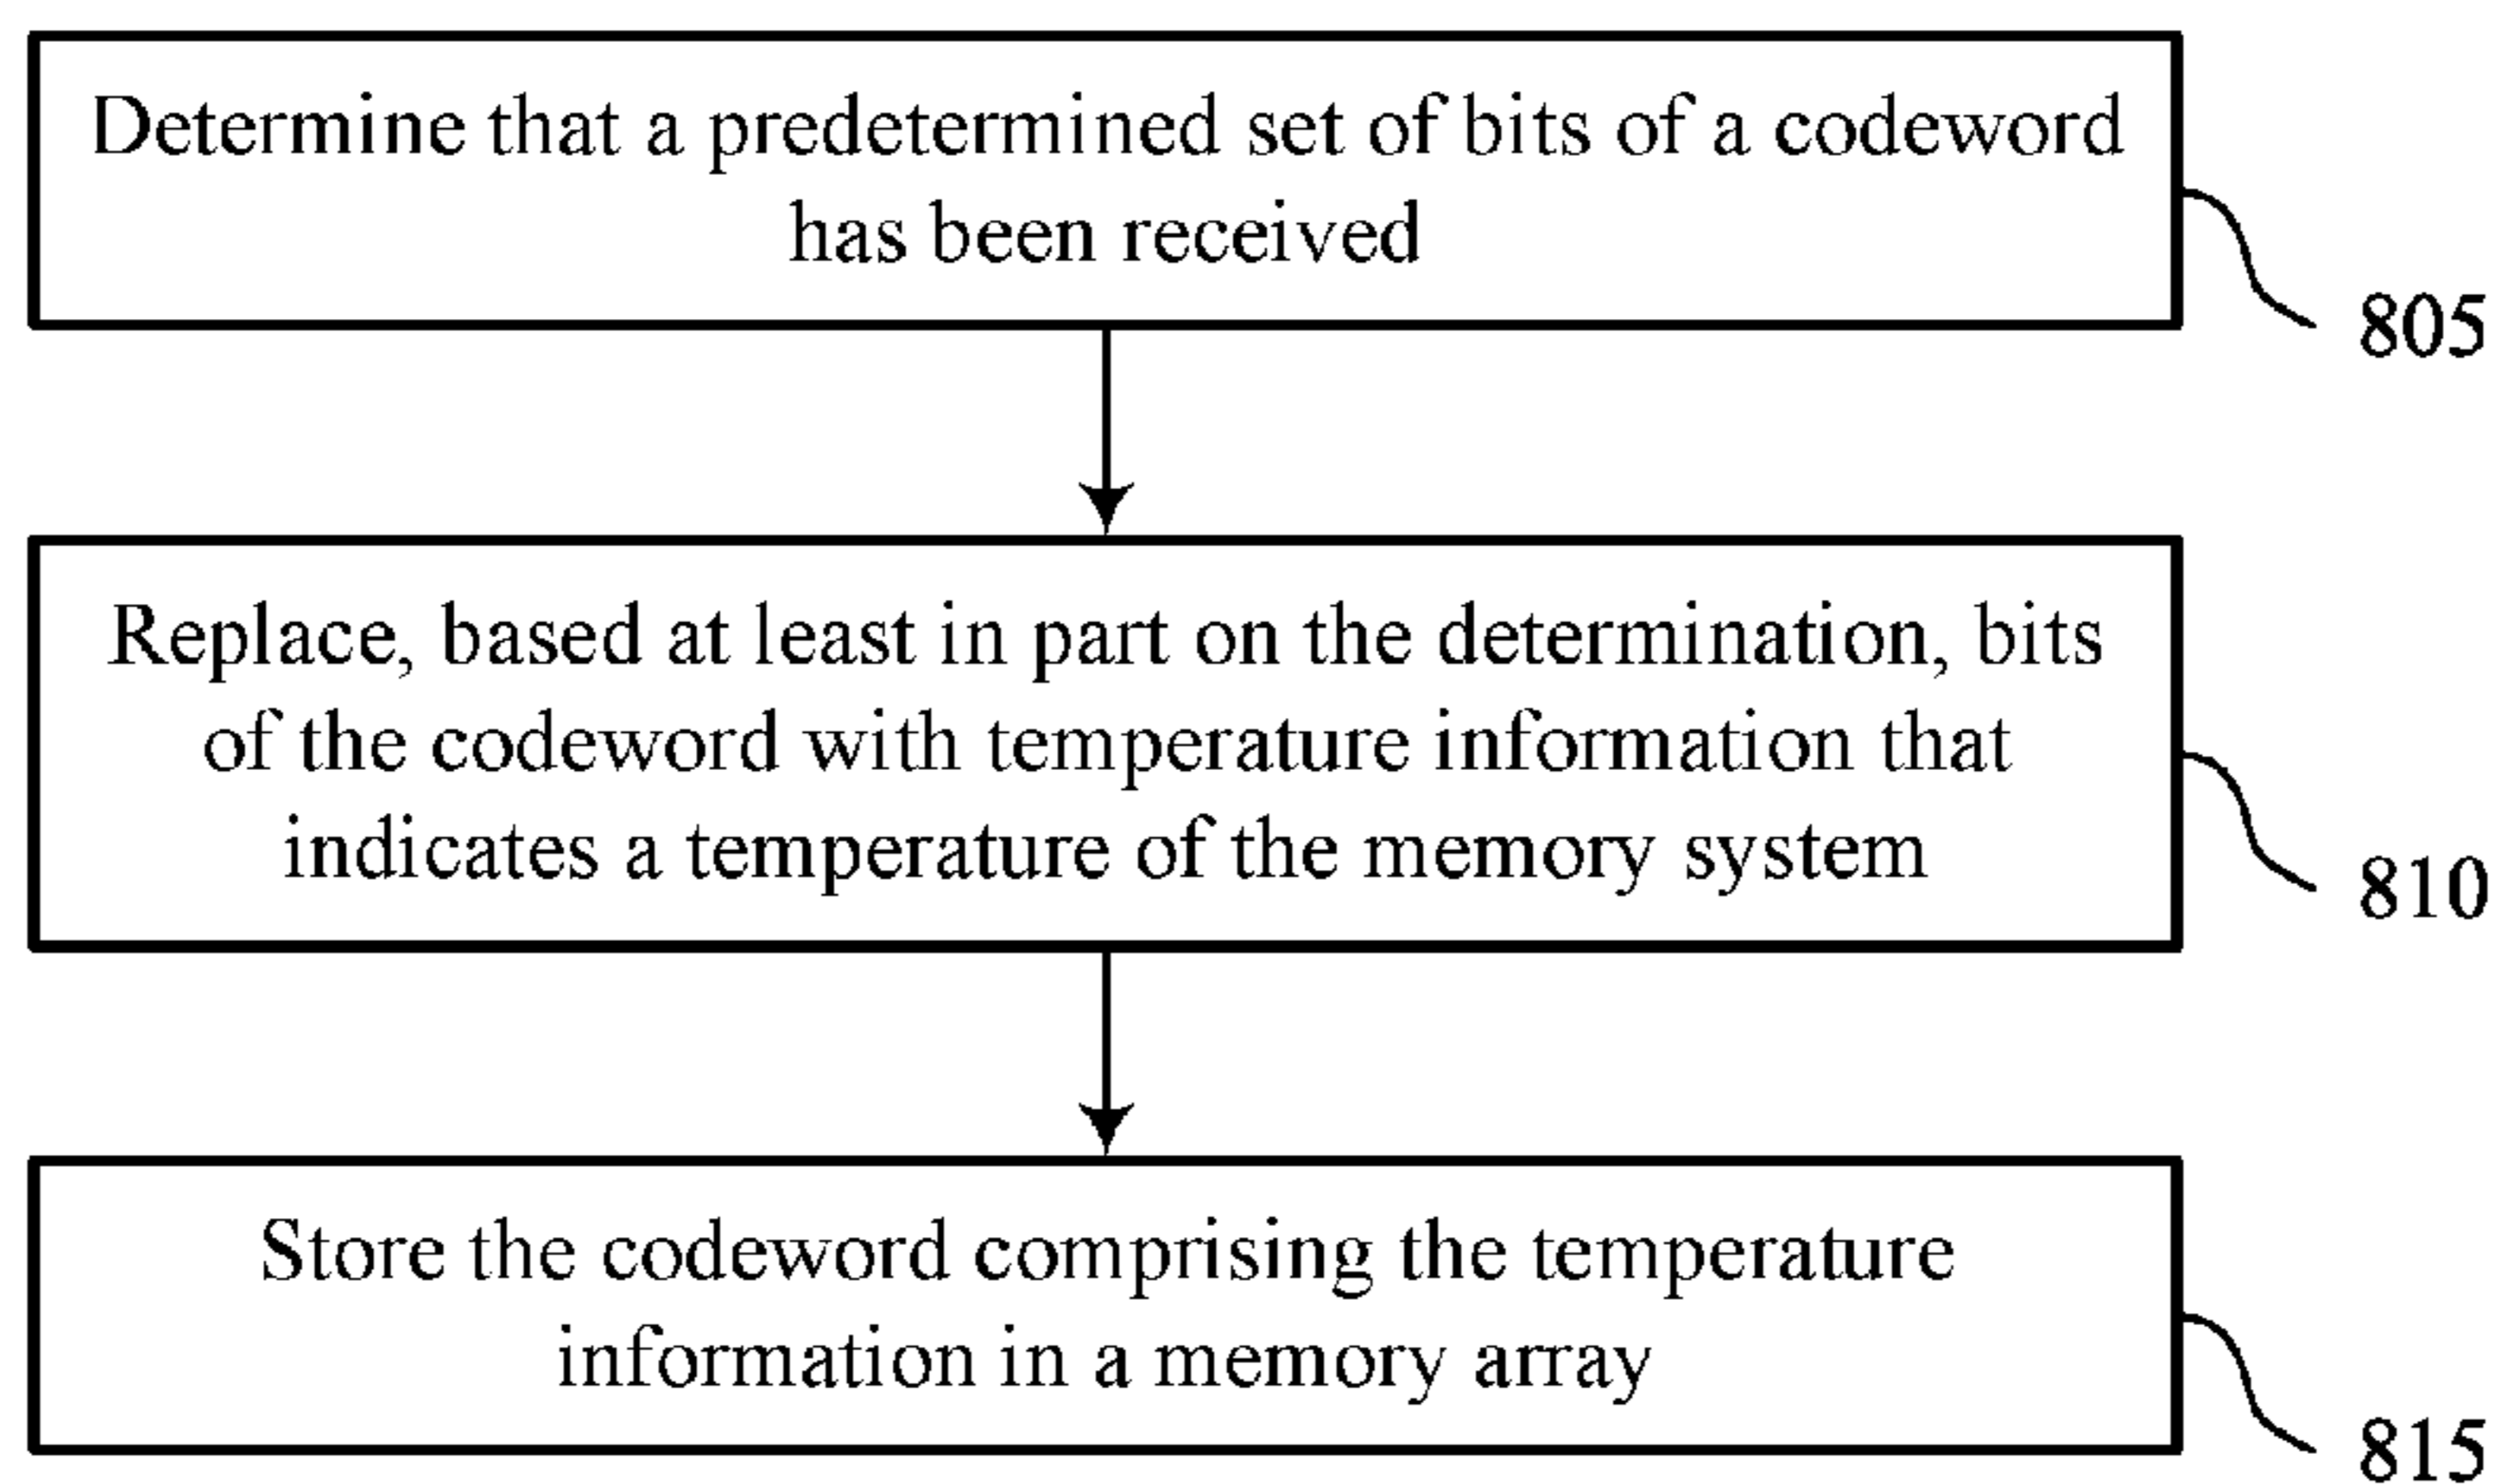 Determine that a predetermined set of bits of a codeword
has been received
805
Replace, based at least in part on the determination, bits
of the codeword with temperature information that
indicates a temperature of the memory system
810
Store the codeword comprising the temperature
information in a memory array
815